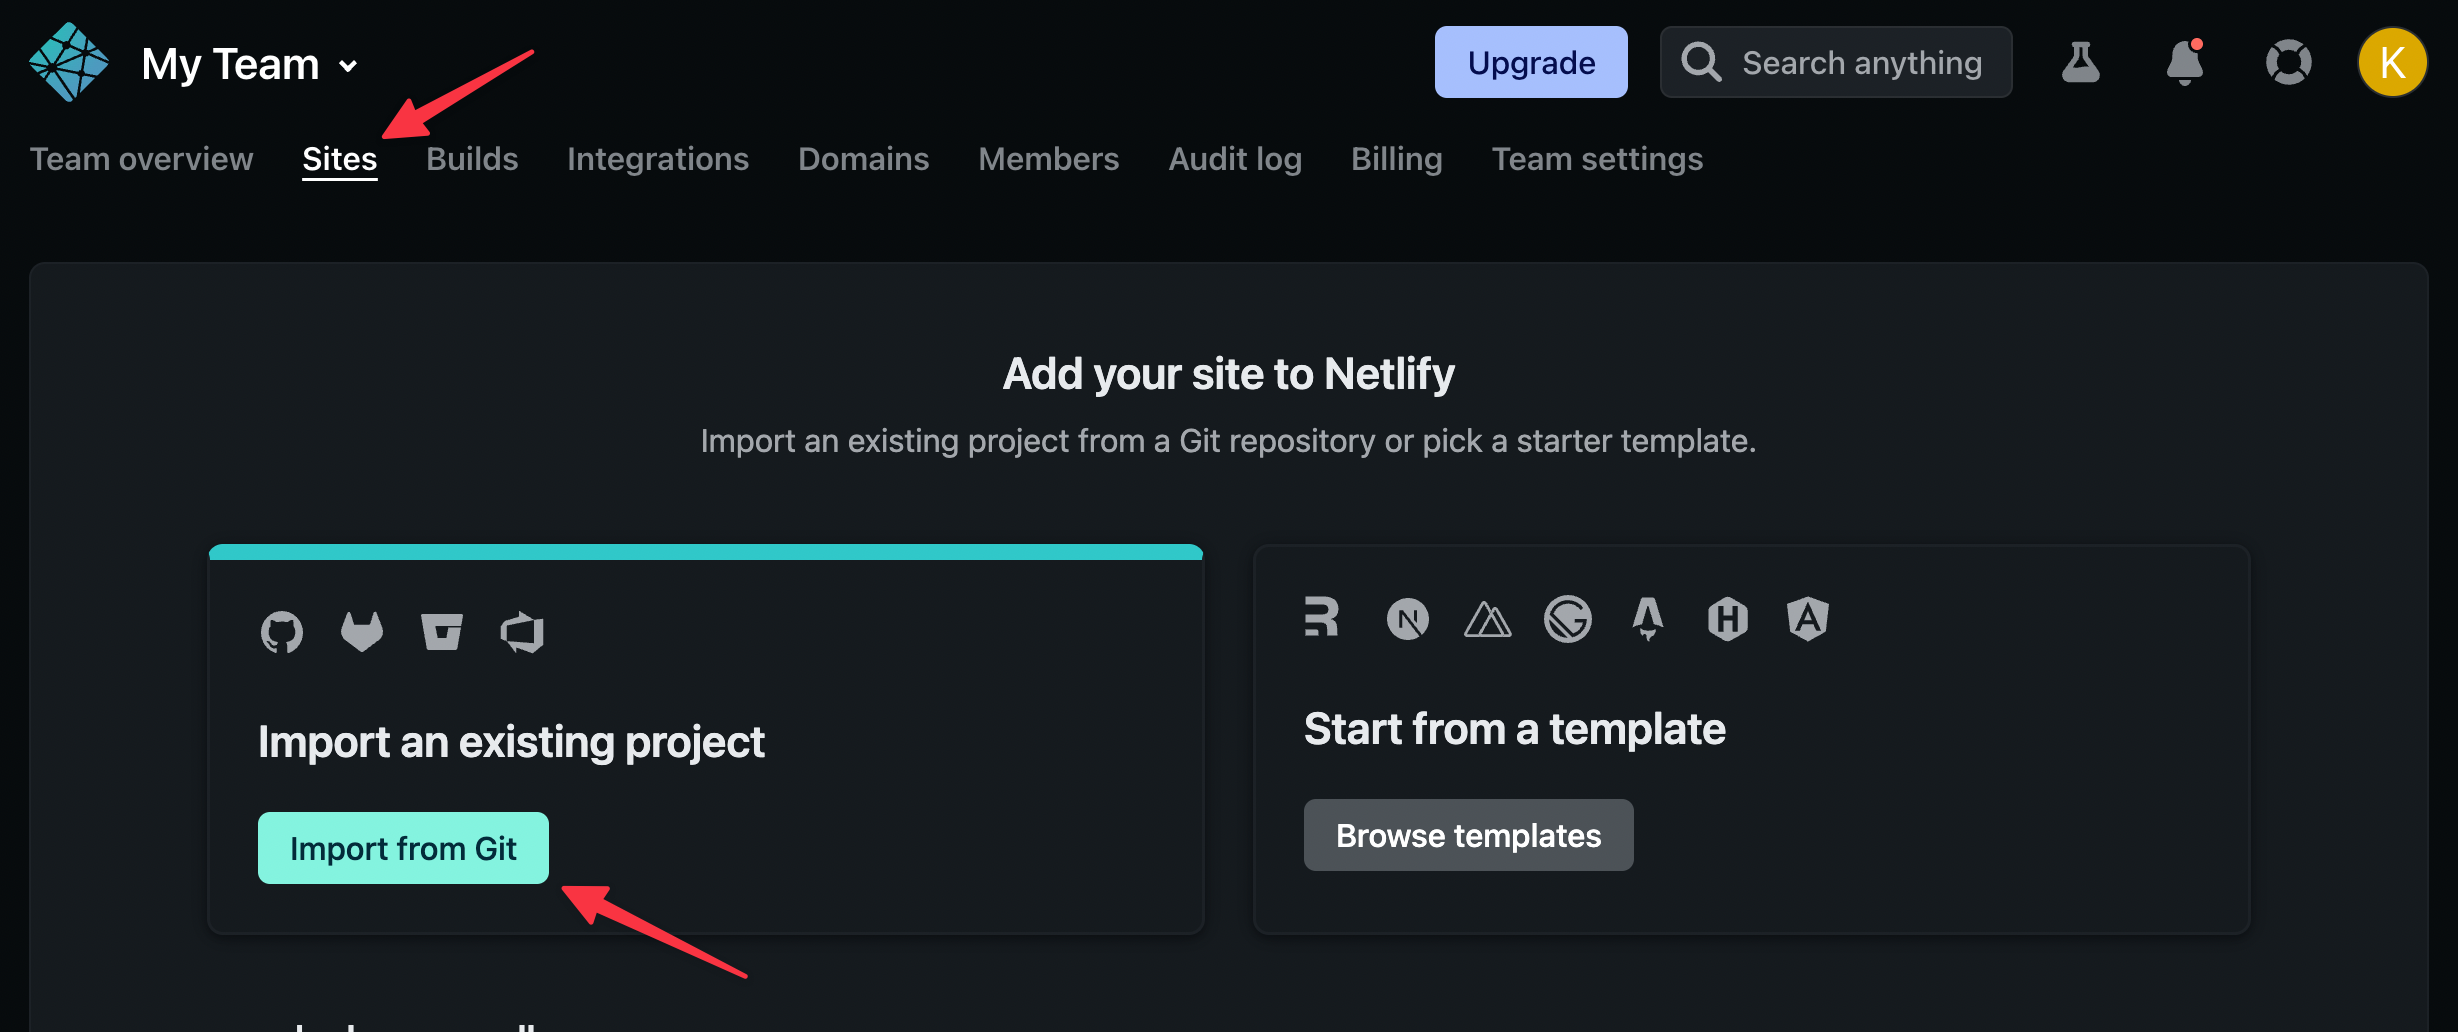 My Team
Upgrade
Search anything
K
Team overview Sites Builds Integrations Domains Members Audit log Billing Team settings
Add your site to Netlify
Import an existing project from a Git repository or pick a starter template.
Import an existing project
Import from Git
Start from a template
Browse templates